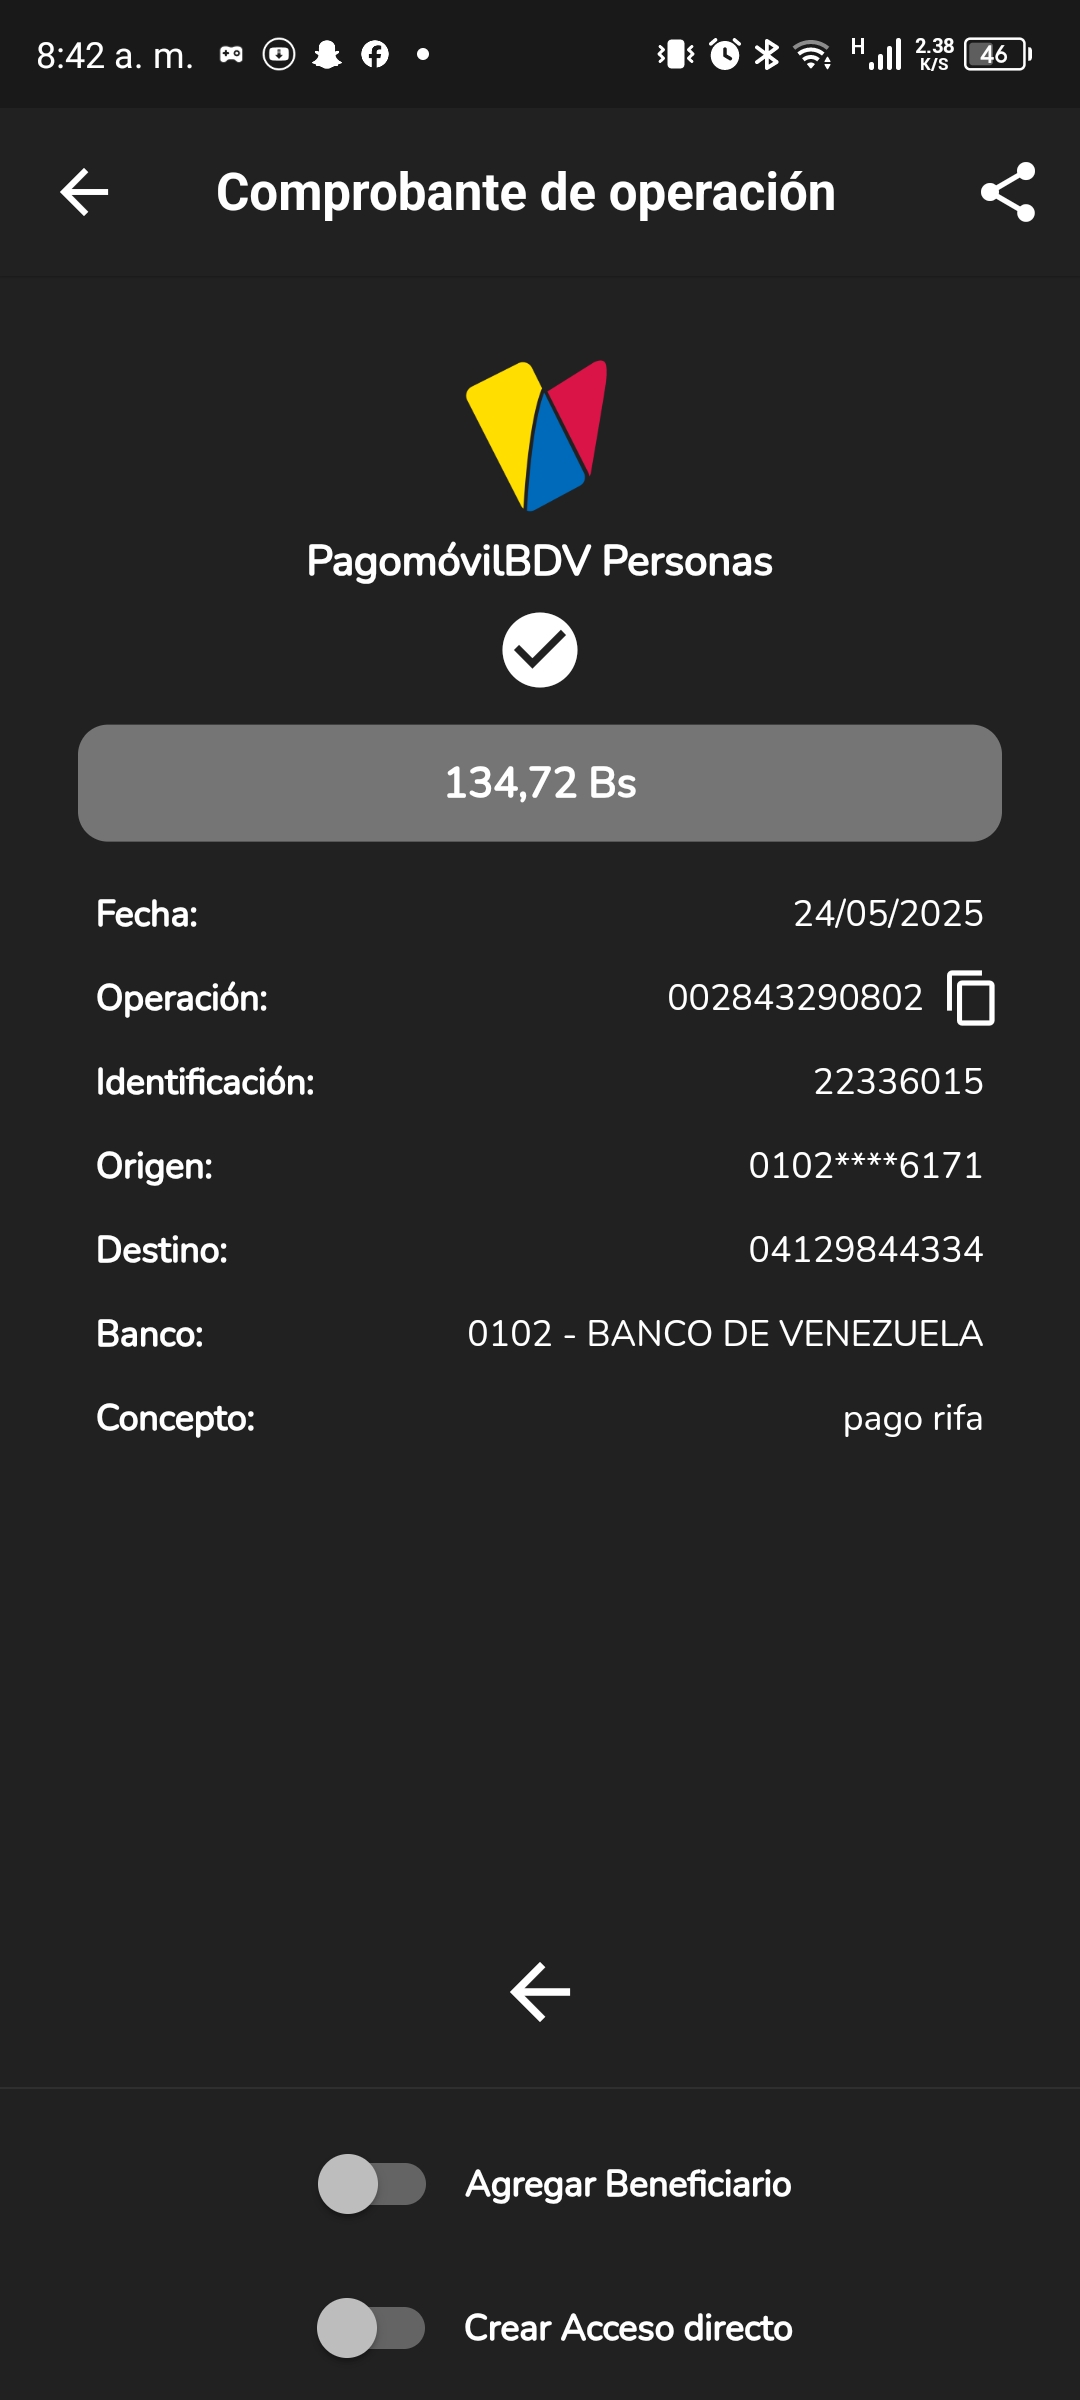 8:42 a. m.
H
2.38
K/S
46
Comprobante de operación
PagomóvilBDV Personas
134,72 Bs
Fecha: 24/05/2025
Operación: 002843290802
Identificación: 22336015
Origen: 0102****6171
Destino: 04129844334
Banco: 0102 - BANCO DE VENEZUELA
Concepto: pago rifa
Agregar Beneficiario
Crear Acceso directo